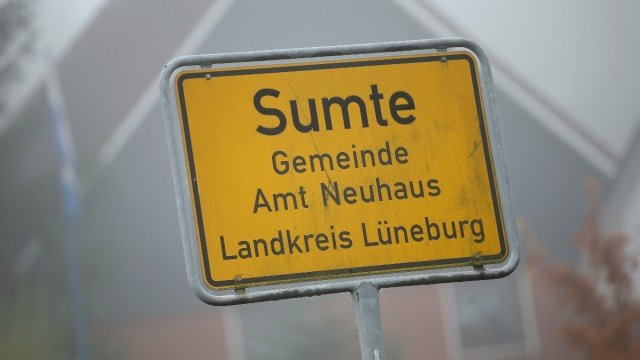 Sumte
Gemeinde
Amt Neuhaus
Landkreis Lüneburg